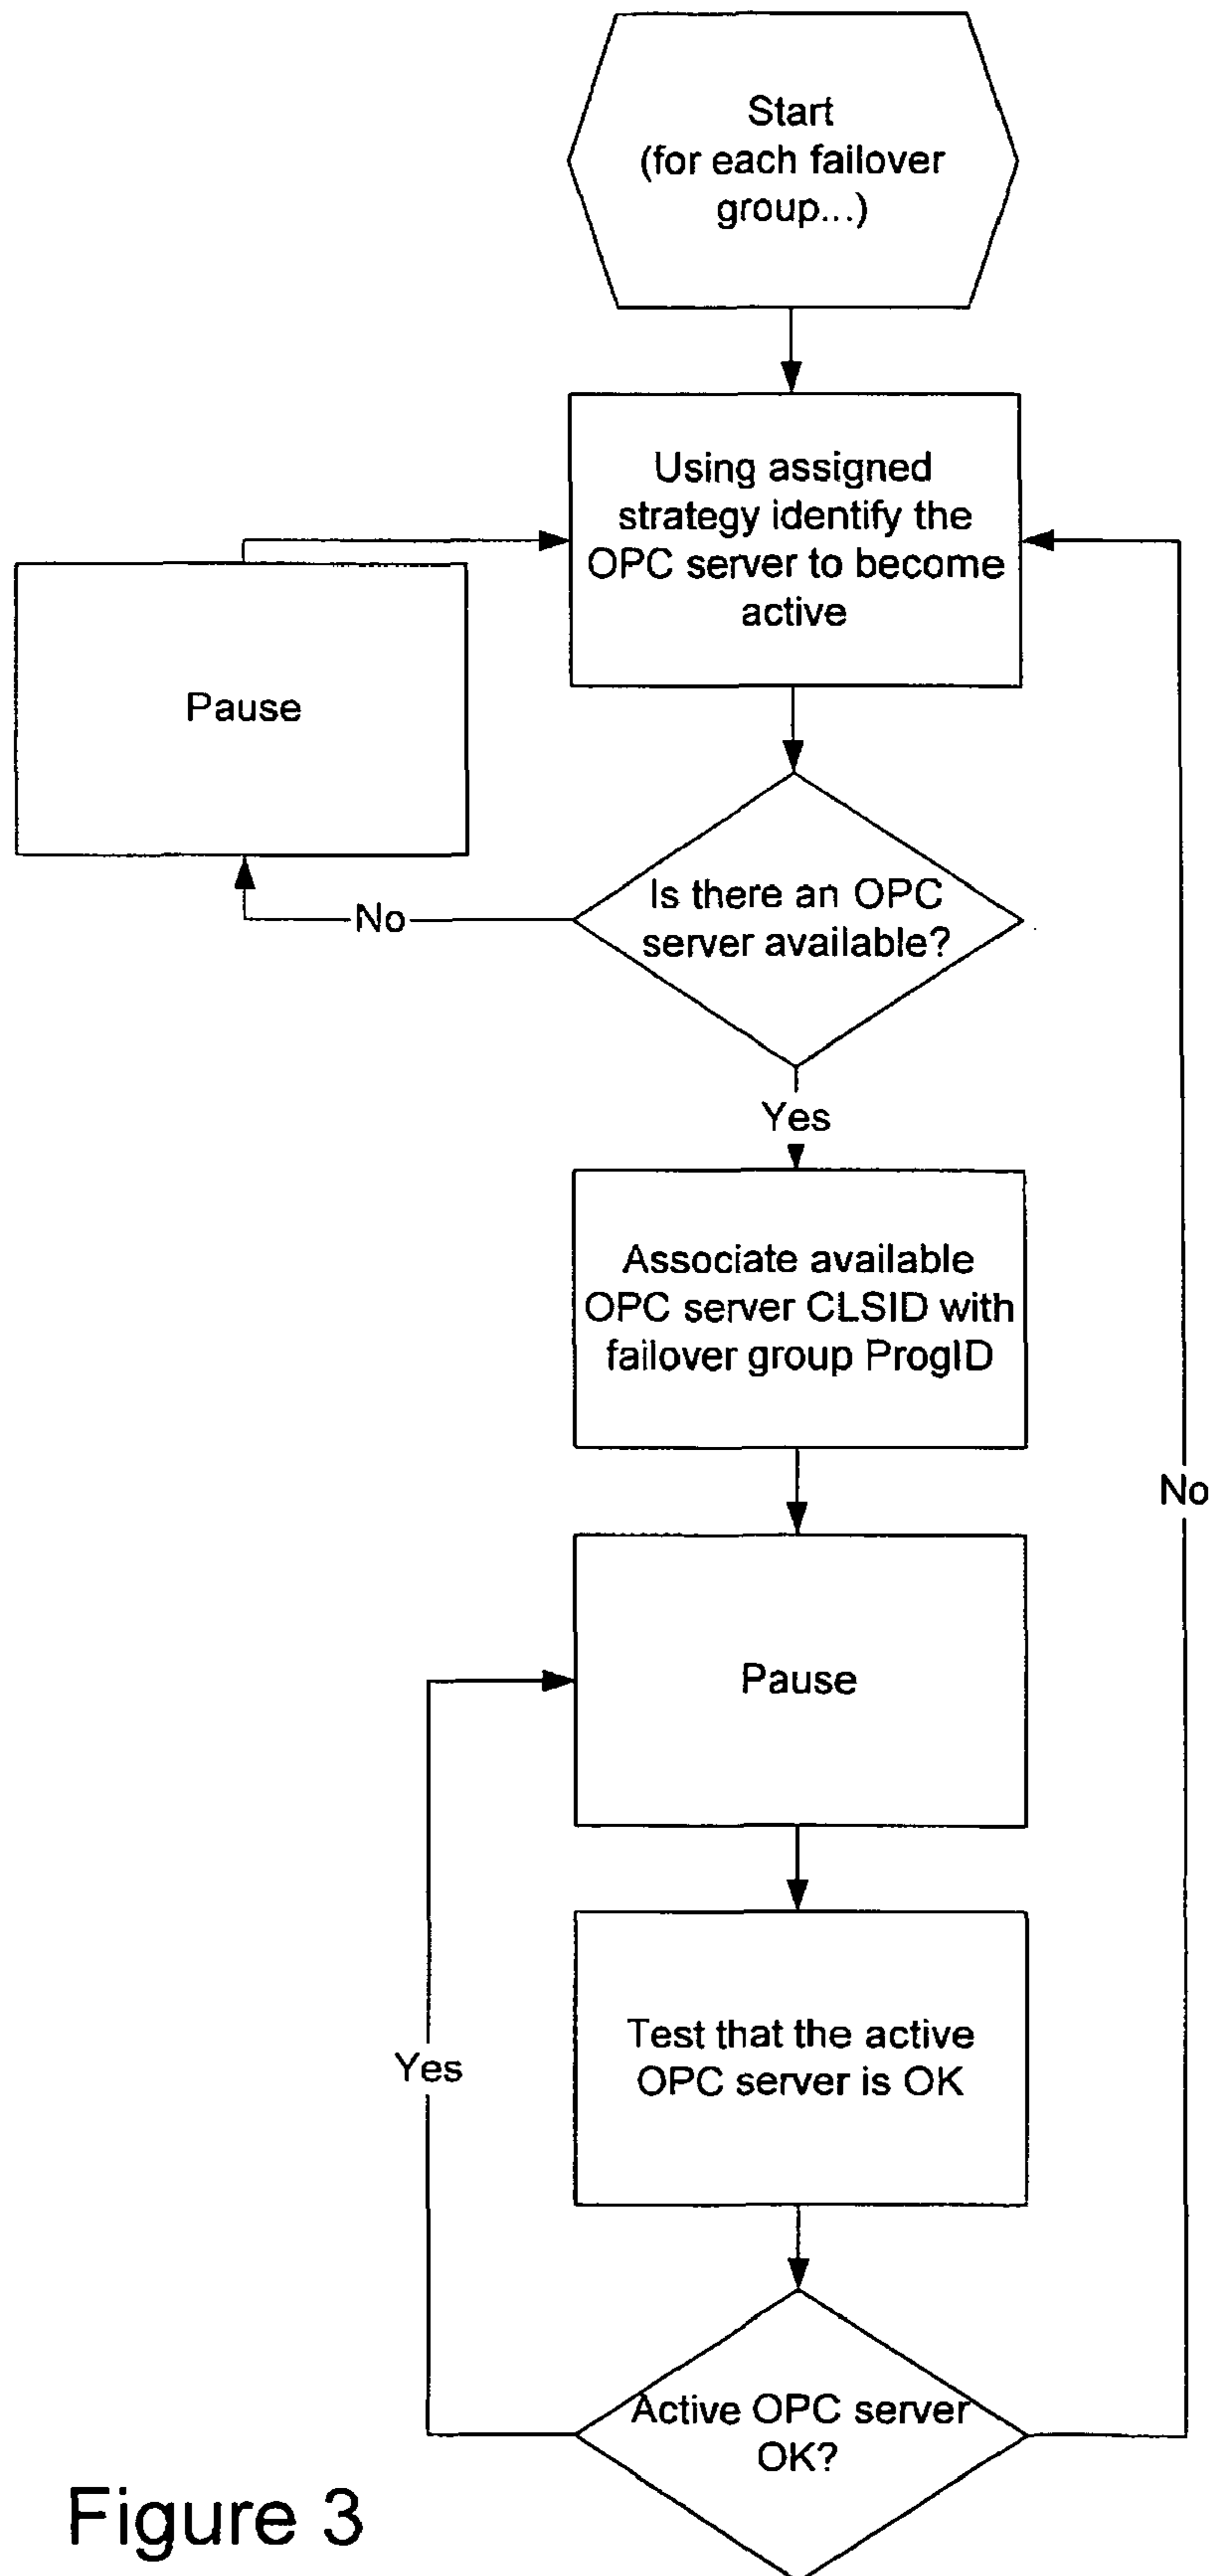 Start
(for each failover
group...)
Using assigned
strategy identify the
OPC server to become
active
Pause
Is there an OPC
server available?
No
Yes
Associate available
OPC server CLSID with
failover group ProgID
No
Pause
Test that the active
OPC server is OK
Yes
Active OPC server
OK?
Figure 3